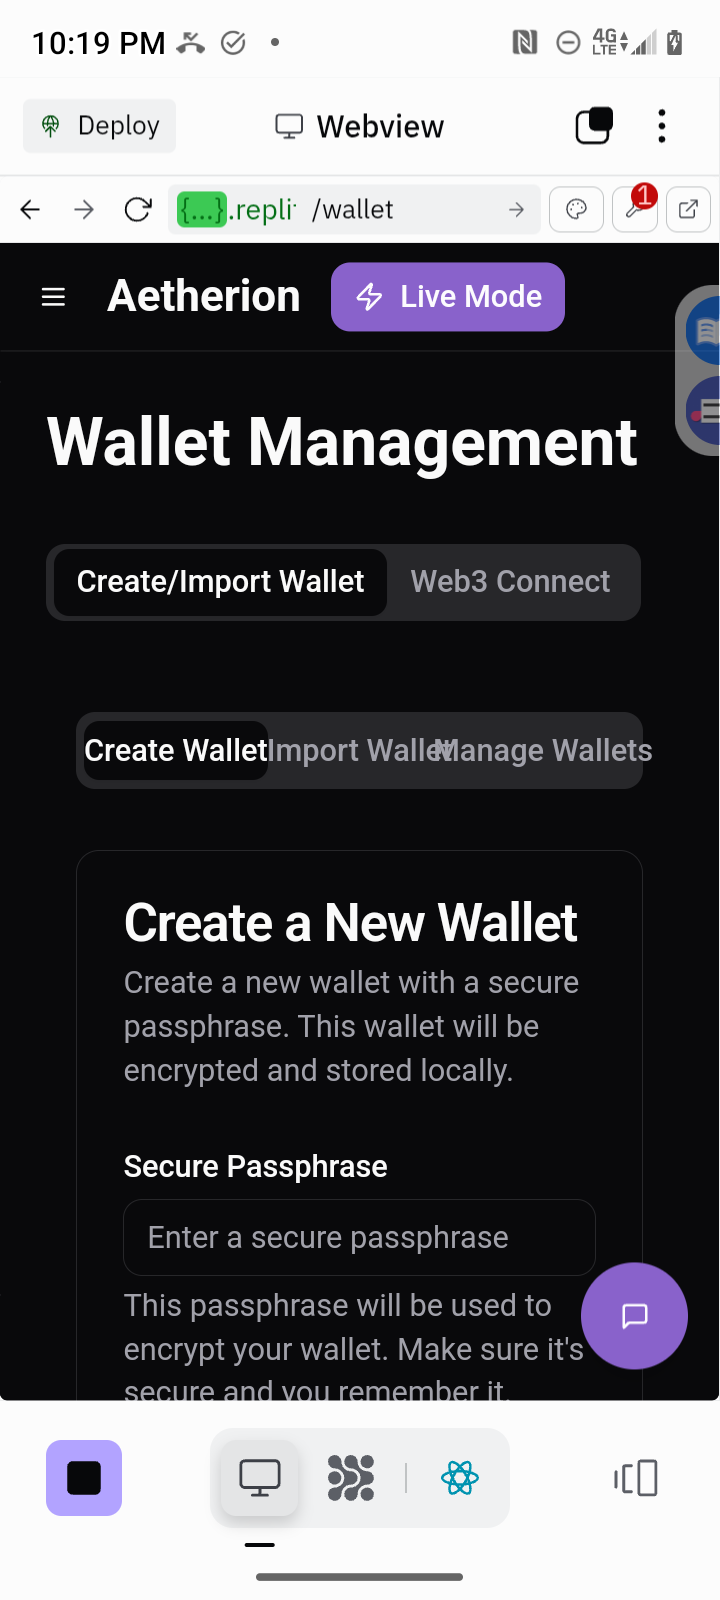 10:19 PM
4G
LTE
Deploy
Webview
{...}.repli /wallet
1
Aetherion
Live Mode
Wallet Management
Create/Import Wallet
Web3 Connect
Create Wallet
Import Wallet
Manage Wallets
Create a New Wallet
Create a new wallet with a secure
passphrase. This wallet will be
encrypted and stored locally.
Secure Passphrase
Enter a secure passphrase
This passphrase will be used to
encrypt your wallet. Make sure it's
secure and you remember it.